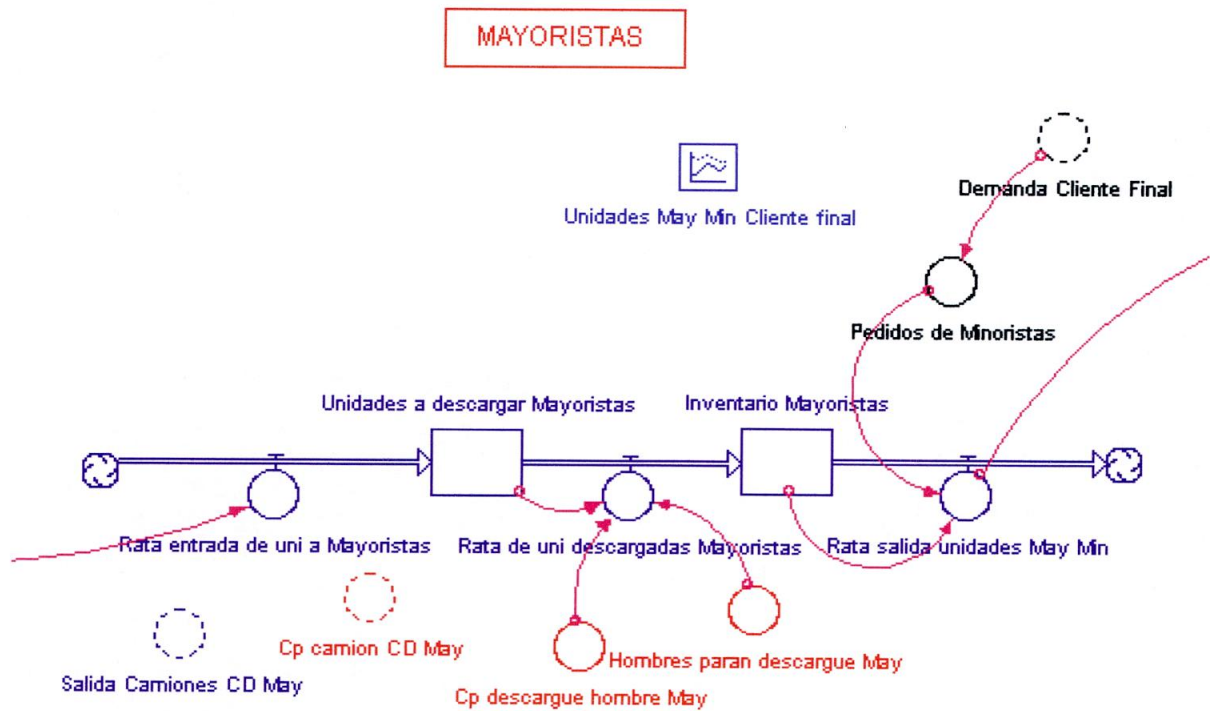 MAYORISTAS
Demanda Cliente Final
Unidades May Min Cliente final
Pedidos de Minoristas
Unidades a descargar Mayoristas
Inventario Mayoristas
Rata entrada de uni a Mayoristas
Rata de uni descargadas Mayoristas
Rata salida unidades May Min
Cp camion CD May
Hombres paran descargue May
Salida Camiones CD May
Cp descargue hombre May